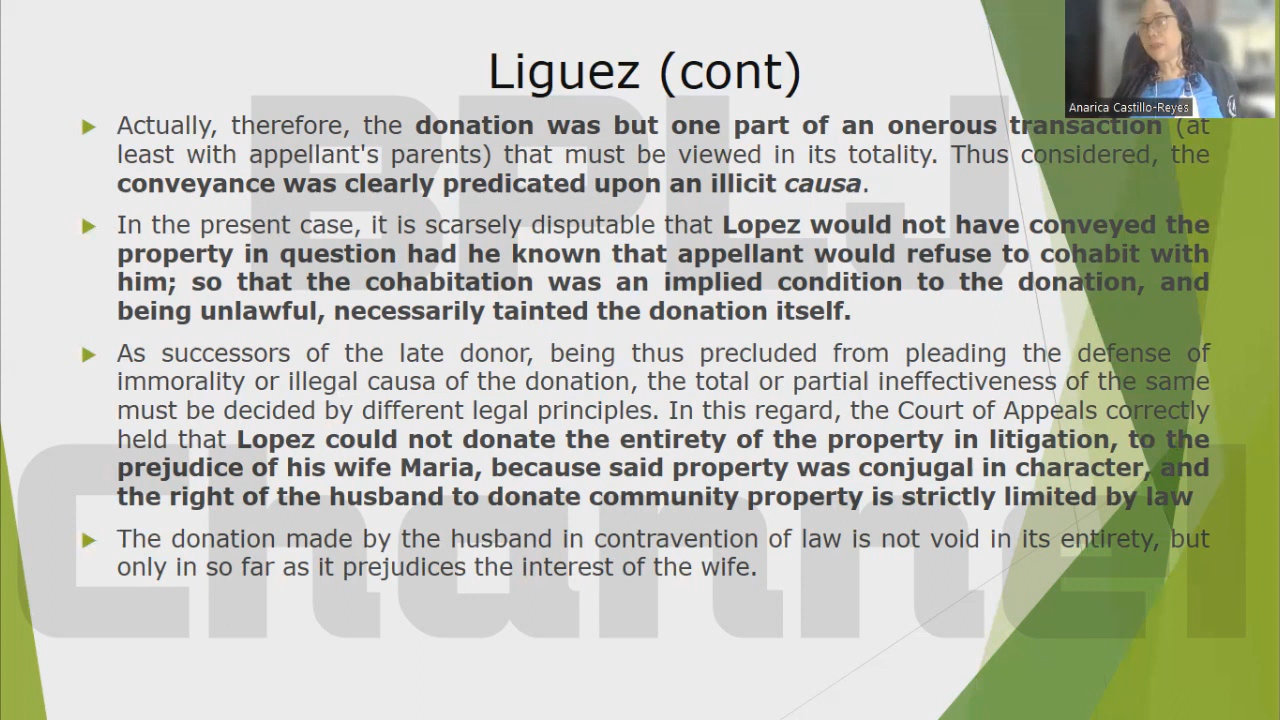 Liguez (cont)
Anarica Castillo-Reyes
Actually, therefore, the donation was but one part of an onerous transaction (at
least with appellant's parents) that must be viewed in its totality. Thus considered, the
conveyance was clearly predicated upon an illicit causa.
In the present case, it is scarsely disputable that Lopez would not have conveyed the
property in question had he known that appellant would refuse to cohabit with
him; so that the cohabitation was an implied condition to the donation, and
being unlawful, necessarily tainted the donation itself.
As successors of the late donor, being thus precluded from pleading the defense of
immorality or illegal causa of the donation, the total or partial ineffectiveness of the same
must be decided by different legal principles. In this regard, the Court of Appeals correctly
held that Lopez could not donate the entirety of the property in litigation, to the
prejudice of his wife Maria, because said property was conjugal in character, and
the right of the husband to donate community property is strictly limited by law
The donation made by the husband in contravention of law is not void in its entirety, but
only in so far as it prejudices the interest of the wife.
BPLJ
Channel